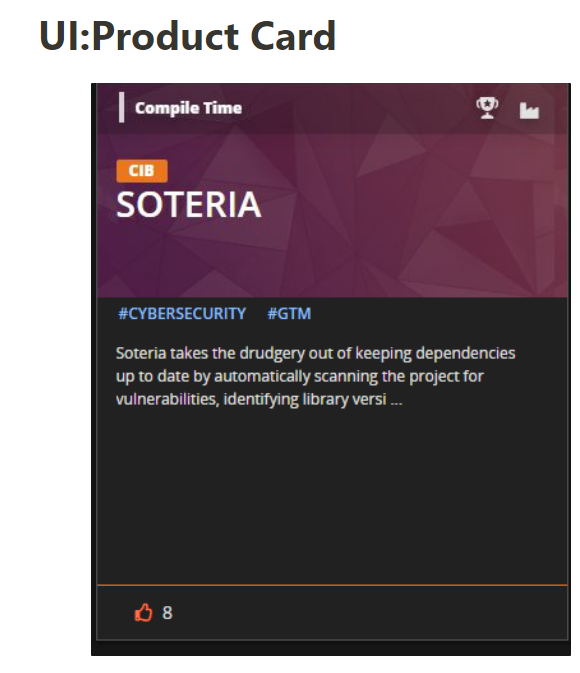 UI:Product Card
Compile Time
CIB
SOTERIA
#CYBERSECURITY #GTM
Soteria takes the drudgery out of keeping dependencies
up to date by automatically scanning the project for
vulnerabilities, identifying library versi ...
8